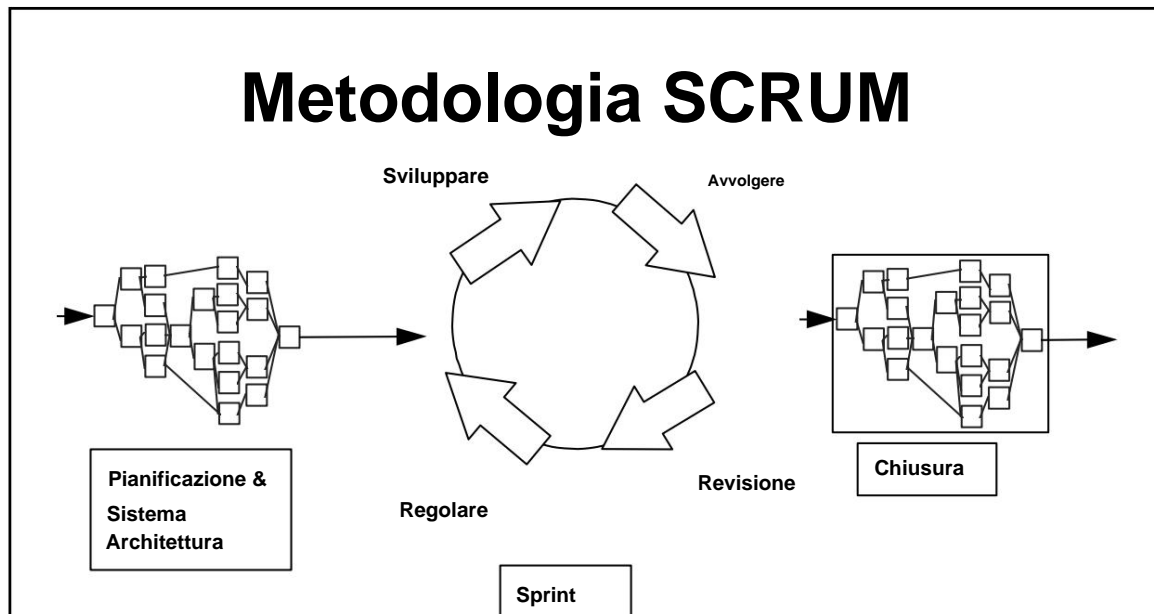 Metodologia SCRUM
Sviluppare
Avvolgere
Pianificazione &
Sistema
Architettura
Regolare
Revisione
Chiusura
Sprint